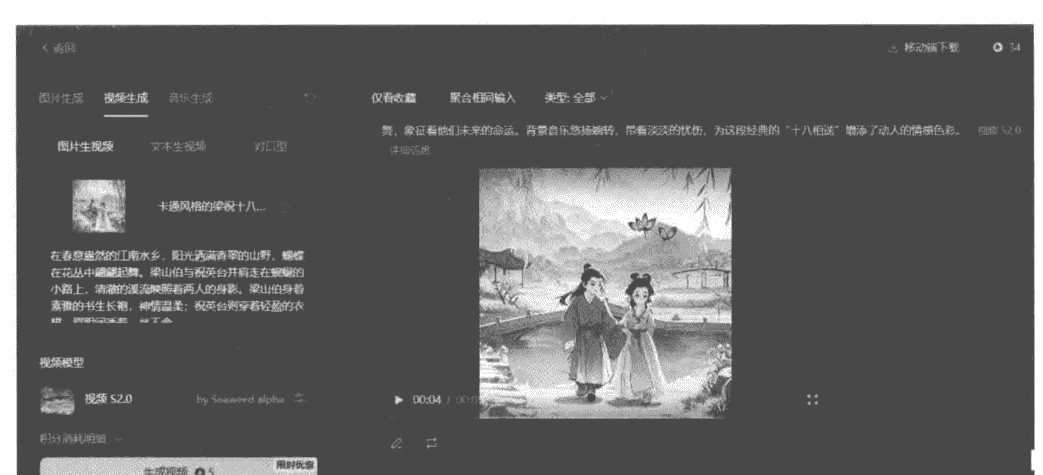 返回
移动端下载
34
图片生成 视频生成 音乐生成
仅看收藏 聚合相同输入 类型: 全部
舞，象征着他们未来的命运。背景音乐悠扬婉转，带着淡淡的忧伤，为这段经典的“十八相送”增添了动人的情感色彩。 视频 S2.0
详细信息
图片生视频 文本生视频 对口型
卡通风格的梁祝十八...
在春意盎然的江南水乡，阳光洒满青翠的山野，蝴蝶
在花丛中翩翩起舞。梁山伯与祝英台并肩走在蜿蜒的
小路上，清澈的溪流映照着两人的身影。梁山伯身着
素雅的书生长袍，神情温柔；祝英台则穿着轻盈的衣
视频模型
视频 S2.0 by Seaweed alpha
00:04
积分消耗明细
生成视频 5
限时优惠